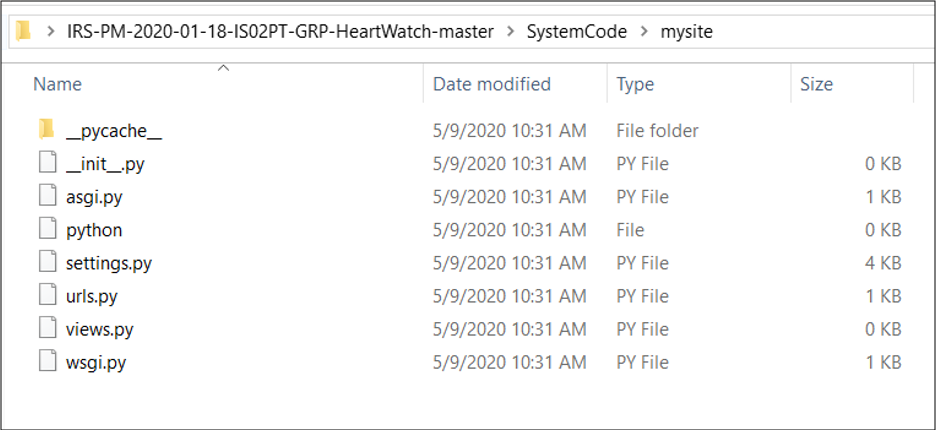 IRS-PM-2020-01-18-IS02PT-GRP-HeartWatch-master > SystemCode > mysite
Name Date modified Type Size
__pycache__ 5/9/2020 10:31 AM File folder
__init__.py 5/9/2020 10:31 AM PY File 0 KB
asgi.py 5/9/2020 10:31 AM PY File 1 KB
python 5/9/2020 10:31 AM File 0 KB
settings.py 5/9/2020 10:31 AM PY File 4 KB
urls.py 5/9/2020 10:31 AM PY File 1 KB
views.py 5/9/2020 10:31 AM PY File 0 KB
wsgi.py 5/9/2020 10:31 AM PY File 1 KB